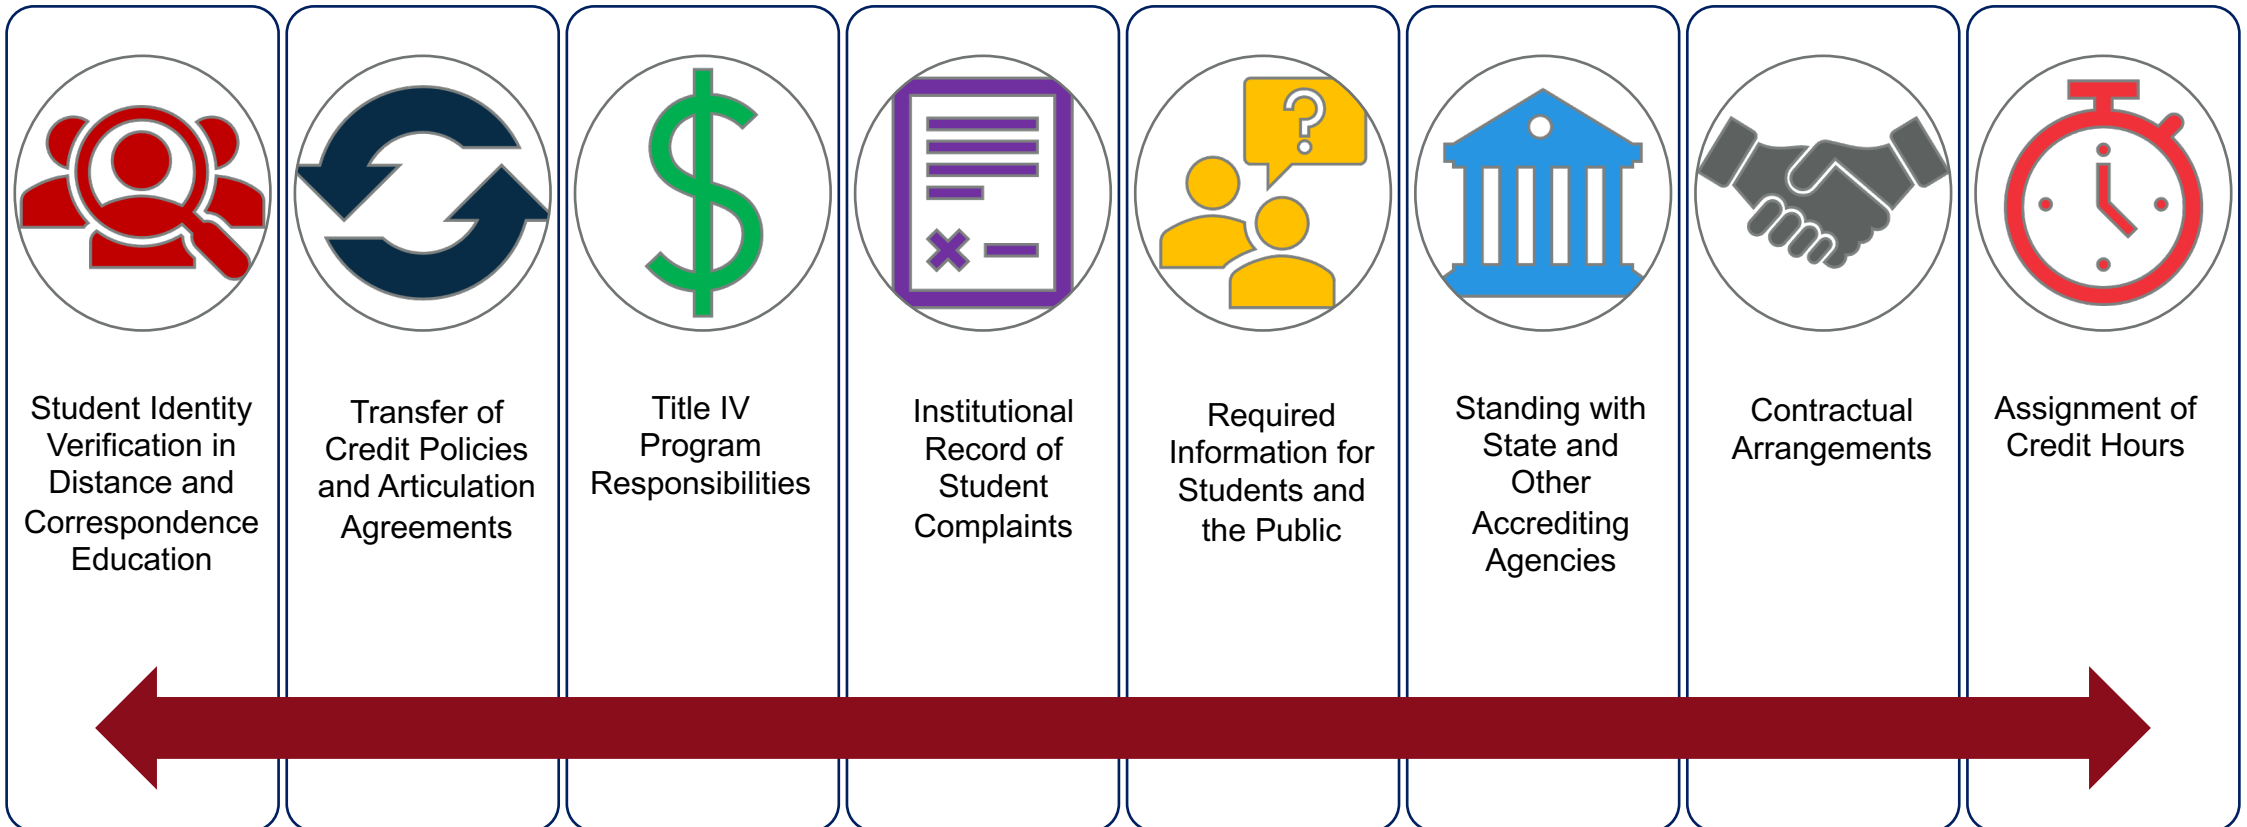 Student Identity
Verification in
Distance and
Correspondence
Education
Transfer of
Credit Policies
and Articulation
Agreements
Title IV
Program
Responsibilities
Institutional
Record of
Student
Complaints
?
Required
Information for
Students and
the Public
Standing with
State and
Other
Accrediting
Agencies
Contractual
Arrangements
Assignment of
Credit Hours